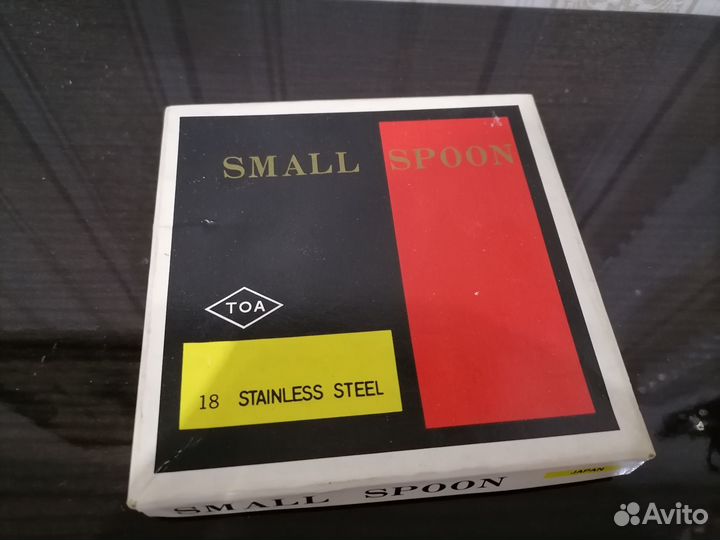 SMALL SPOON
TOA
18 STAINLESS STEEL
SMALL SPOON
JAPAN
Avito